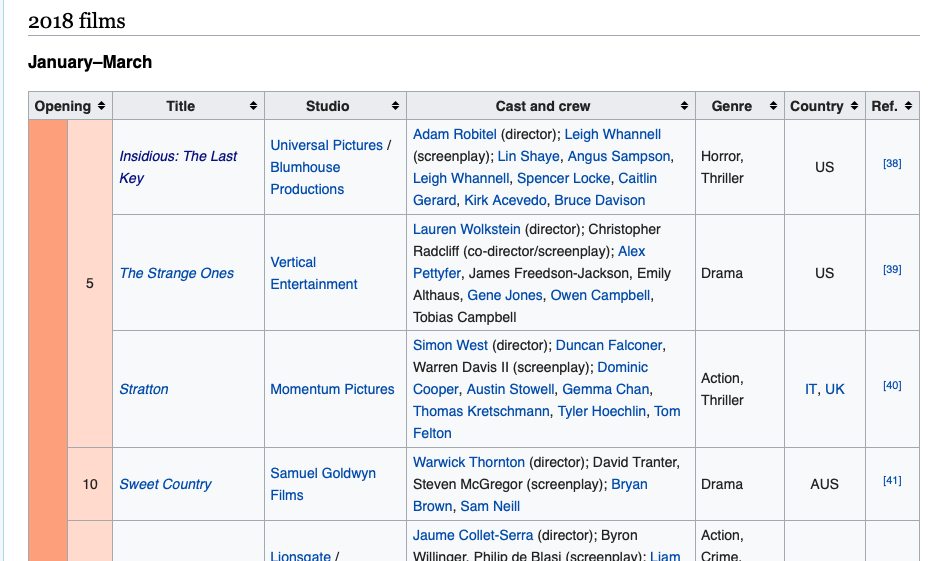 2018 films
January–March
Opening Title Studio Cast and crew Genre Country Ref.
5
Insidious: The Last
Key
Universal Pictures /
Blumhouse
Productions
Adam Robitel (director); Leigh Whannell
(screenplay); Lin Shaye, Angus Sampson,
Leigh Whannell, Spencer Locke, Caitlin
Gerard, Kirk Acevedo, Bruce Davison
Horror,
Thriller
US
[38]
The Strange Ones
Vertical
Entertainment
Lauren Wolkstein (director); Christopher
Radcliff (co-director/screenplay); Alex
Pettyfer, James Freedson-Jackson, Emily
Althaus, Gene Jones, Owen Campbell,
Tobias Campbell
Drama
US
[39]
Stratton
Momentum Pictures
Simon West (director); Duncan Falconer,
Warren Davis II (screenplay); Dominic
Cooper, Austin Stowell, Gemma Chan,
Thomas Kretschmann, Tyler Hoechlin, Tom
Felton
Action,
Thriller
IT, UK
[40]
10
Sweet Country
Samuel Goldwyn
Films
Warwick Thornton (director); David Tranter,
Steven McGregor (screenplay); Bryan
Brown, Sam Neill
Drama
AUS
[41]
Lionsgate /
Jaume Collet-Serra (director); Byron
Willinger, Philip de Blasi (screenplay); Liam
Action,
Crime,